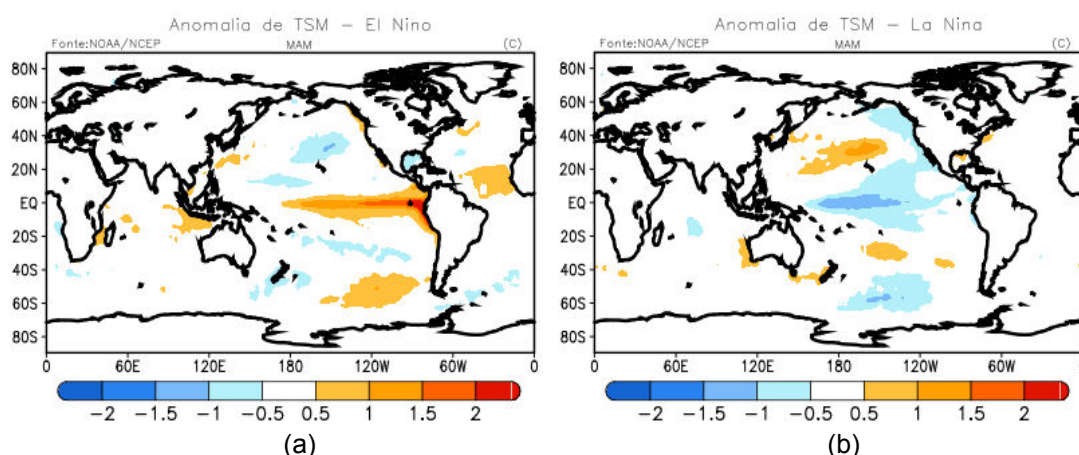 Anomalia de TSM – El Nino
Fonte:NOAA/NCEP MAM (C)
80N
60N
40N
20N
EQ
20S
40S
60S
80S
0 60E 120E 180 120W 60W 0
−2 −1.5 −1 −0.5 0.5 1 1.5 2
(a)
Anomalia de TSM – La Nina
Fonte:NOAA/NCEP MAM (C)
80N
60N
40N
20N
EQ
20S
40S
60S
80S
0 60E 120E 180 120W 60W
−2 −1.5 −1 −0.5 0.5 1 1.5 2
(b)